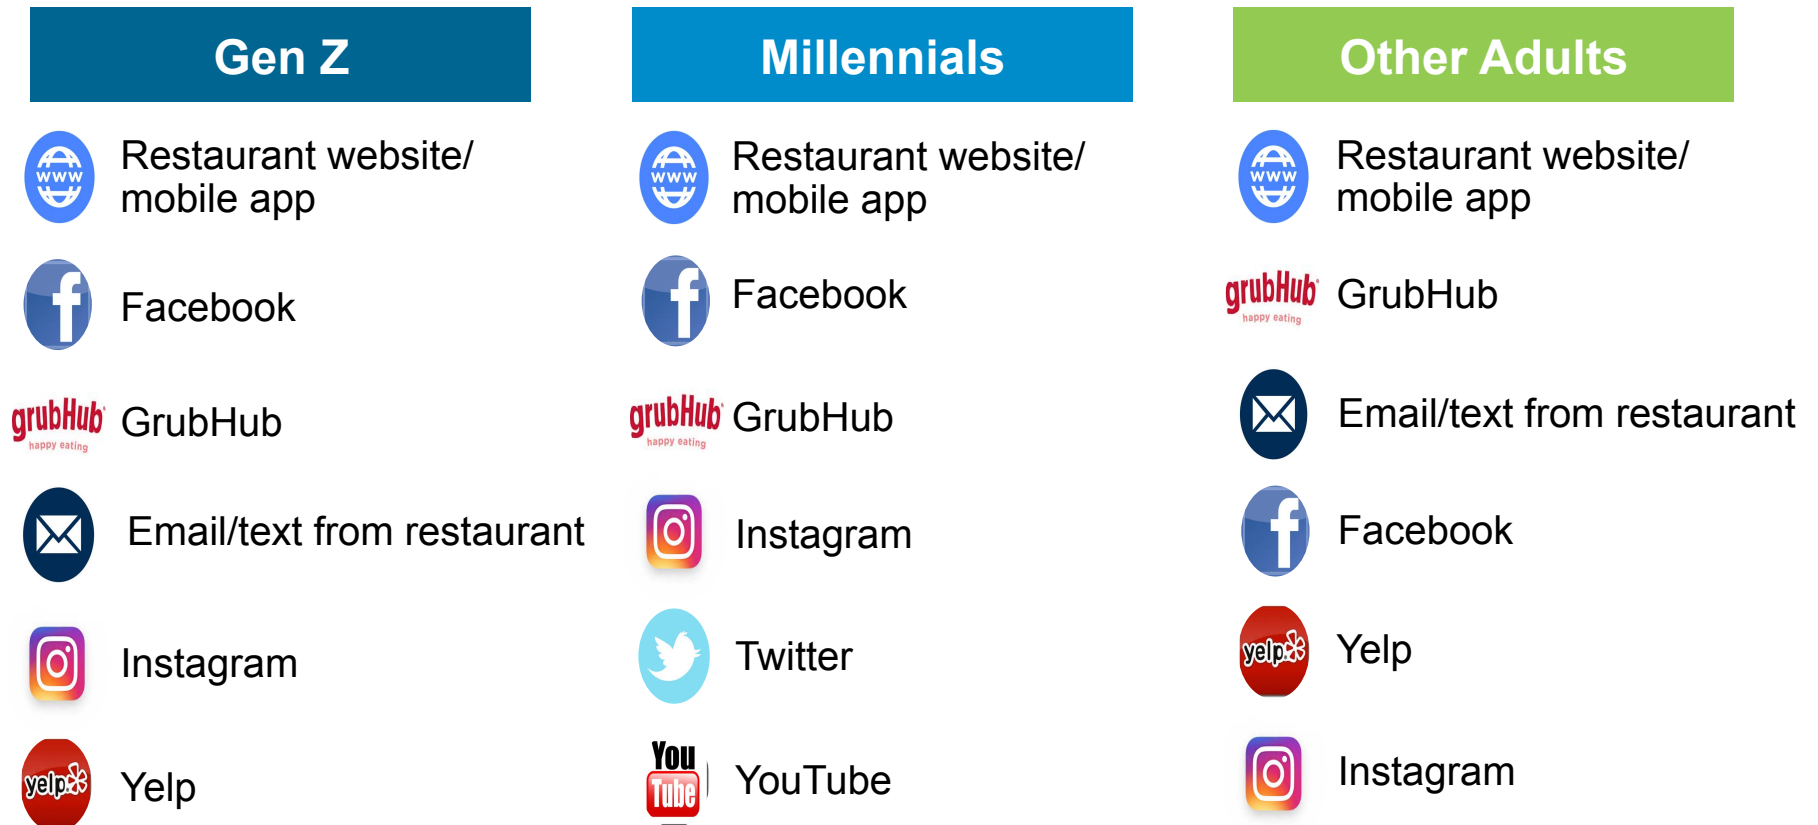 Gen Z
www
Restaurant website/
mobile app
f
Facebook
grubHub
happy eating
GrubHub
Email/text from restaurant
Instagram
yelp
Yelp
Millennials
www
Restaurant website/
mobile app
f
Facebook
grubHub
happy eating
GrubHub
Instagram
Twitter
You
Tube
YouTube
Other Adults
www
Restaurant website/
mobile app
grubHub
happy eating
GrubHub
Email/text from restaurant
f
Facebook
yelp
Yelp
Instagram